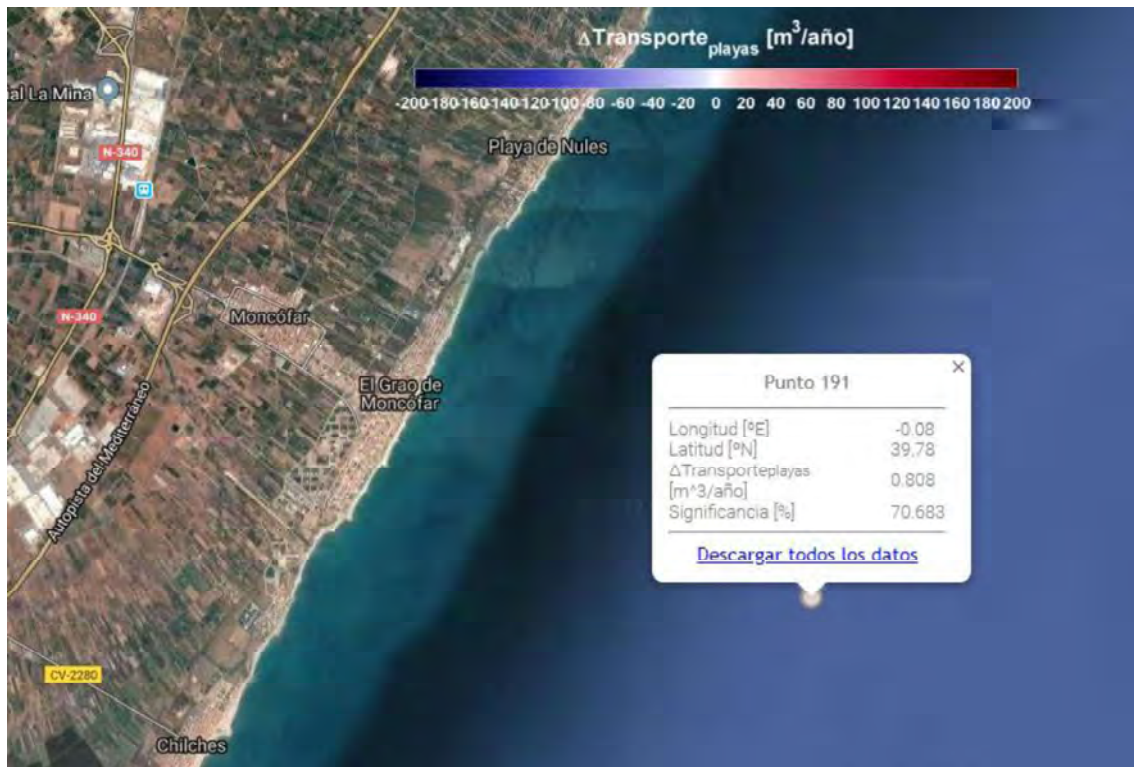 ΔTransporte playas [m³/año]
-200 -180 -160 -140 -120 -100 -80 -60 -40 -20 0 20 40 60 80 100 120 140 160 180 200
al La Mina
N-340
Playa de Nules
N-340
Moncófar
El Grao de
Moncófar
Autopista del Mediterráneo
CV-2280
Chilches
×
Punto 191
Longitud [ºE] -0.08
Latitud [ºN] 39.78
ΔTransporteplayas
[m^3/año] 0.808
Significancia [%] 70.683
Descargar todos los datos